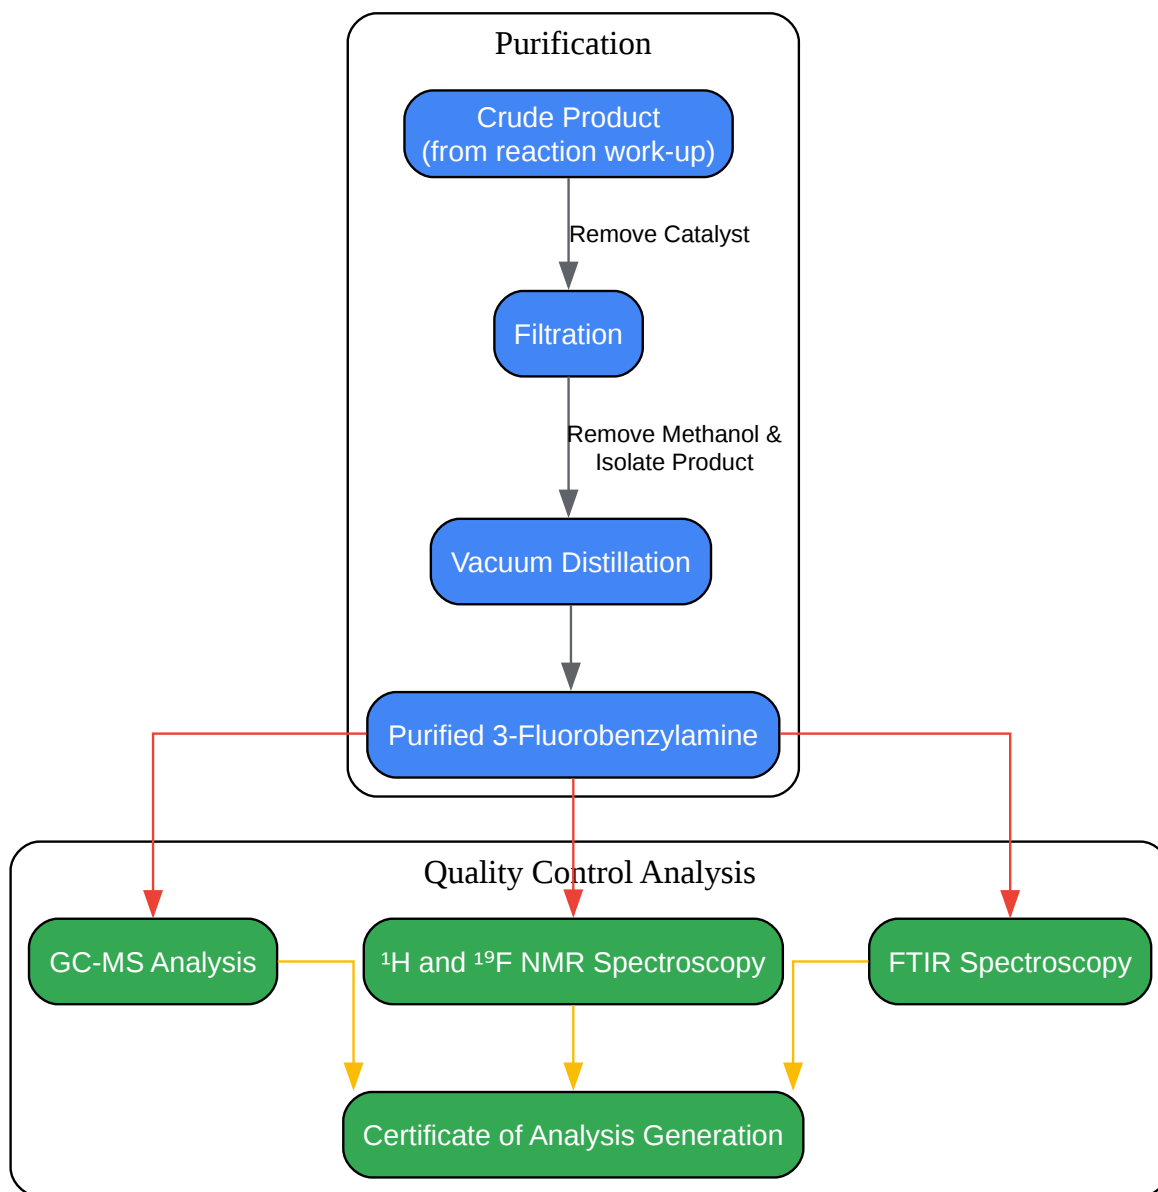 Purification
Crude Product
(from reaction work-up)
Remove Catalyst
Filtration
Remove Methanol &
Isolate Product
Vacuum Distillation
Purified 3-Fluorobenzylamine
Quality Control Analysis
GC-MS Analysis
¹H and ¹⁹F NMR Spectroscopy
FTIR Spectroscopy
Certificate of Analysis Generation